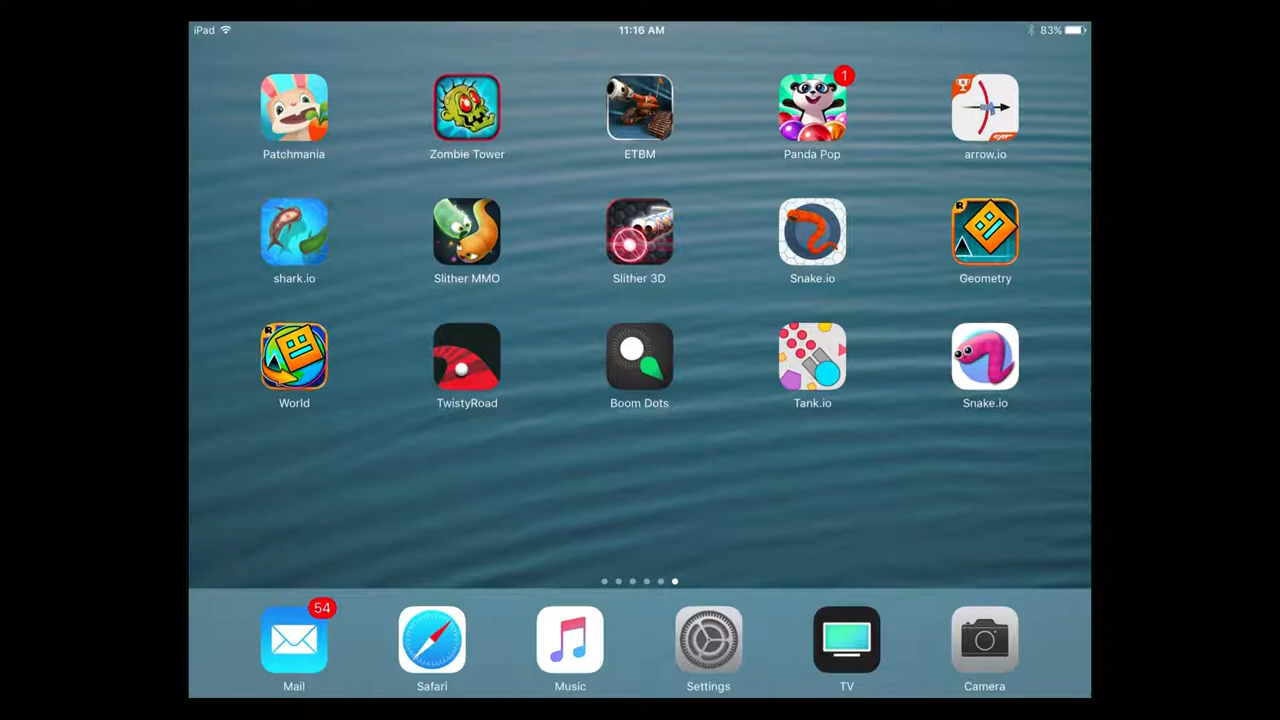 iPad 11:16 AM 83%
1
Patchmania Zombie Tower ETBM Panda Pop arrow.io
shark.io Slither MMO Slither 3D Snake.io Geometry
World TwistyRoad Boom Dots Tank.io Snake.io
54
Mail Safari Music Settings TV Camera